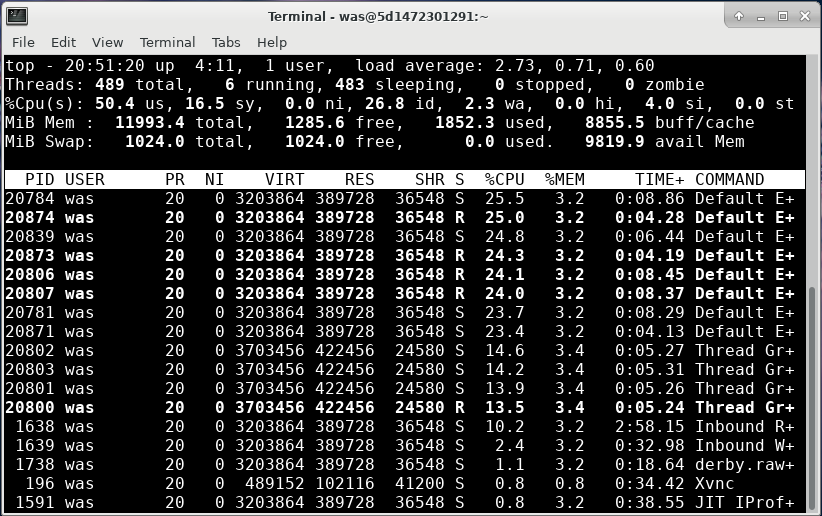 Terminal - was@5d1472301291:~
File Edit View Terminal Tabs Help
top - 20:51:20 up  4:11,  1 user,  load average: 2.73, 0.71, 0.60
Threads: 489 total,   6 running, 483 sleeping,   0 stopped,   0 zombie
%Cpu(s): 50.4 us, 16.5 sy,  0.0 ni, 26.8 id,  2.3 wa,  0.0 hi,  4.0 si,  0.0 st
MiB Mem :  11993.4 total,   1285.6 free,   1852.3 used,   8855.5 buff/cache
MiB Swap:   1024.0 total,   1024.0 free,      0.0 used.   9819.9 avail Mem
  PID USER      PR  NI    VIRT    RES    SHR S  %CPU  %MEM     TIME+ COMMAND
20784 was       20   0 3203864 389728  36548 S  25.5   3.2   0:08.86 Default E+
20874 was       20   0 3203864 389728  36548 R  25.0   3.2   0:04.28 Default E+
20839 was       20   0 3203864 389728  36548 S  24.8   3.2   0:06.44 Default E+
20873 was       20   0 3203864 389728  36548 R  24.3   3.2   0:04.19 Default E+
20806 was       20   0 3203864 389728  36548 R  24.1   3.2   0:08.45 Default E+
20807 was       20   0 3203864 389728  36548 R  24.0   3.2   0:08.37 Default E+
20781 was       20   0 3203864 389728  36548 S  23.7   3.2   0:08.29 Default E+
20871 was       20   0 3203864 389728  36548 S  23.4   3.2   0:04.13 Default E+
20802 was       20   0 3703456 422456  24580 S  14.6   3.4   0:05.27 Thread Gr+
20803 was       20   0 3703456 422456  24580 S  14.2   3.4   0:05.31 Thread Gr+
20801 was       20   0 3703456 422456  24580 S  13.9   3.4   0:05.26 Thread Gr+
20800 was       20   0 3703456 422456  24580 R  13.5   3.4   0:05.24 Thread Gr+
 1638 was       20   0 3203864 389728  36548 S  10.2   3.2   2:58.15 Inbound R+
 1639 was       20   0 3203864 389728  36548 S   2.4   3.2   0:32.98 Inbound W+
 1738 was       20   0 3203864 389728  36548 S   1.1   3.2   0:18.64 derby.raw+
  196 was       20   0  489152 102116  41200 S   0.8   0.8   0:34.42 Xvnc
 1591 was       20   0 3203864 389728  36548 S   0.8   3.2   0:38.55 JIT IProf+